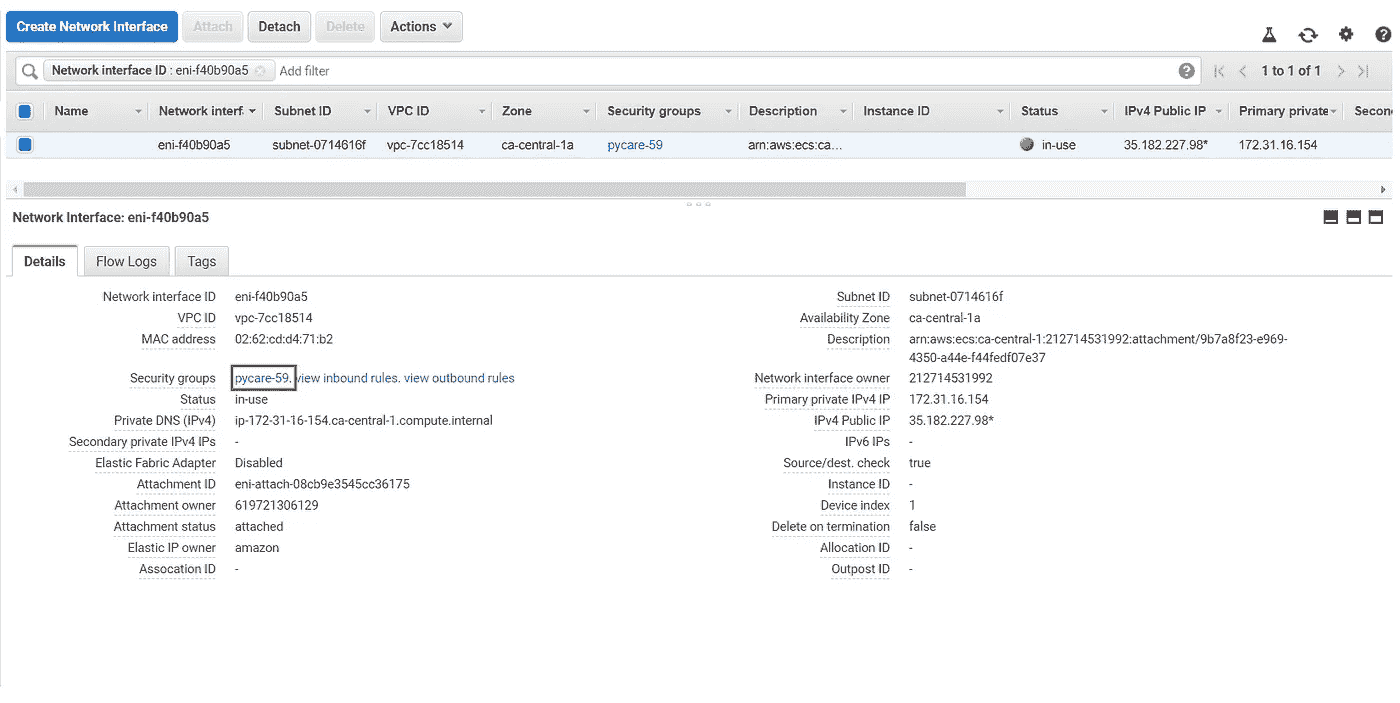 Create Network Interface Attach Detach Delete Actions
Network interface ID : eni-f40b90a5 Add filter 1 to 1 of 1
Name Network interf. Subnet ID VPC ID Zone Security groups Description Instance ID Status IPv4 Public IP Primary private Secon
eni-f40b90a5 subnet-0714616f vpc-7cc18514 ca-central-1a pycare-59 arn:aws:ecs:ca... in-use 35.182.227.98* 172.31.16.154
Network Interface: eni-f40b90a5
Details Flow Logs Tags
Network interface ID eni-f40b90a5 Subnet ID subnet-0714616f
VPC ID vpc-7cc18514 Availability Zone ca-central-1a
MAC address 02:62:cd:d4:71:b2 Description arn:aws:ecs:ca-central-1:212714531992:attachment/9b7a8f23-e969-
4350-a44e-f44fedf07e37
Security groups pycare-59. view inbound rules. view outbound rules Network interface owner 212714531992
Status in-use Primary private IPv4 IP 172.31.16.154
Private DNS (IPv4) ip-172-31-16-154.ca-central-1.compute.internal IPv4 Public IP 35.182.227.98*
Secondary private IPv4 IPs - IPv6 IPs -
Elastic Fabric Adapter Disabled Source/dest. check true
Attachment ID eni-attach-08cb9e3545cc36175 Instance ID -
Attachment owner 619721306129 Device index 1
Attachment status attached Delete on termination false
Elastic IP owner amazon Allocation ID -
Assocation ID - Outpost ID -